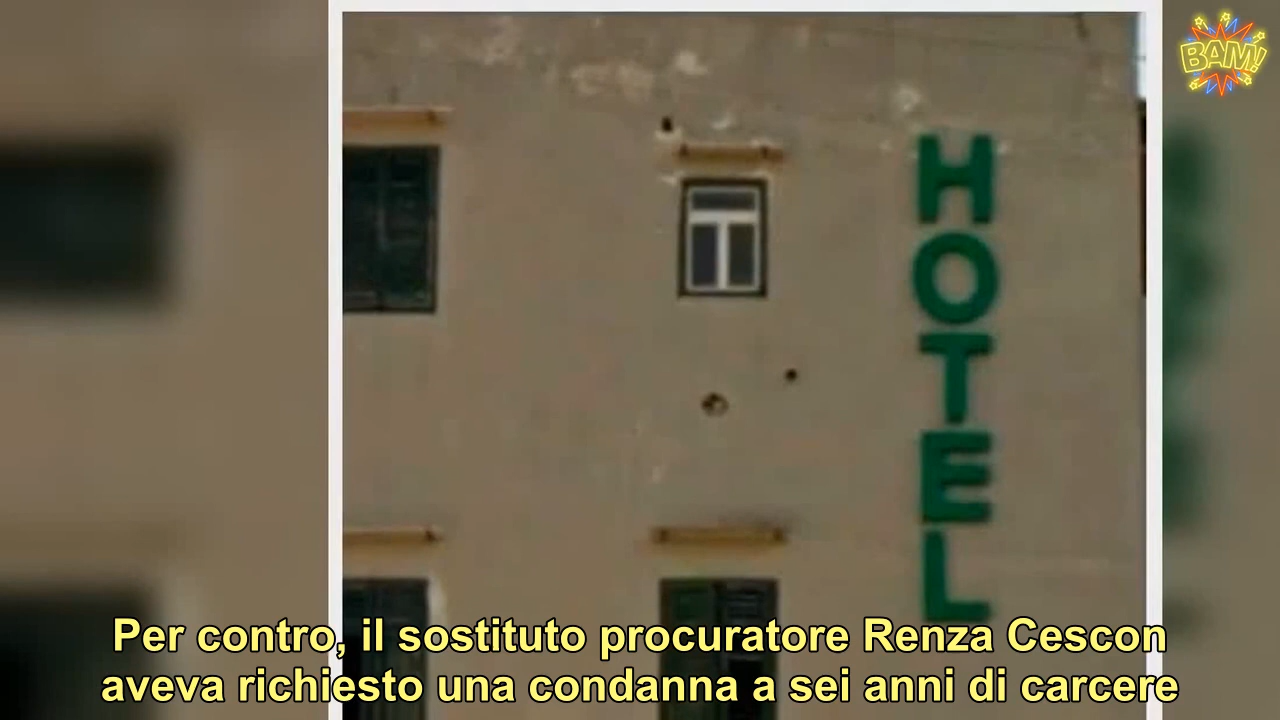 BAM!
HOTEL
Per contro, il sostituto procuratore Renza Cescon
aveva richiesto una condanna a sei anni di carcere